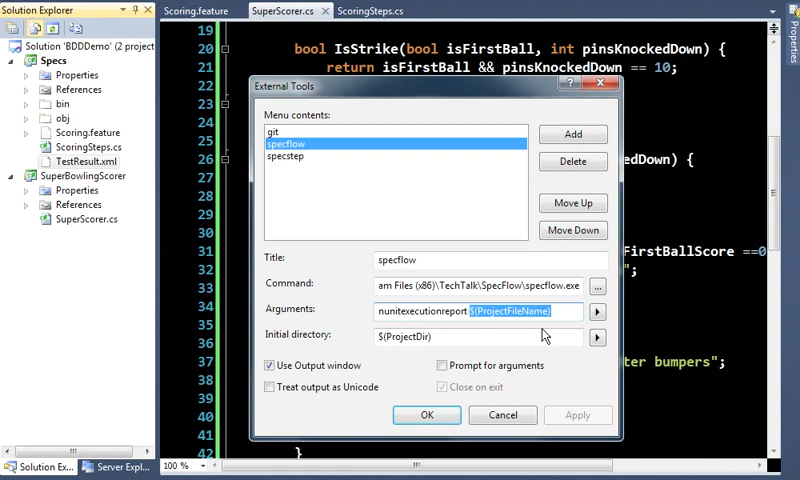 Solution Explorer
Scoring.feature
SuperScorer.cs
ScoringSteps.cs
Properties
Solution 'BDDDemo' (2 project
Specs
Properties
References
bin
obj
Scoring.feature
ScoringSteps.cs
TestResult.xml
SuperBowlingScorer
Properties
References
SuperScorer.cs
19
20 bool IsStrike(bool isFirstBall, int pinsKnockedDown) {
21 return isFirstBall && pinsKnockedDown == 10;
22
23
24
25
26 edDown) {
27
28
29
30
31 FirstBallScore ==0
32 ";
33
34
35
36
37 ter bumpers";
38
39
40
41
42 }
External Tools
Menu contents:
git
specflow
specstep
Add
Delete
Move Up
Move Down
Title: specflow
Command: am Files (x86)\TechTalk\SpecFlow\specflow.exe ...
Arguments: nunitexecutionreport $(ProjectFileName)
Initial directory: $(ProjectDir)
Use Output window
Prompt for arguments
Treat output as Unicode
Close on exit
OK
Cancel
Apply
Solution Ex...
Server Expl...
100 %